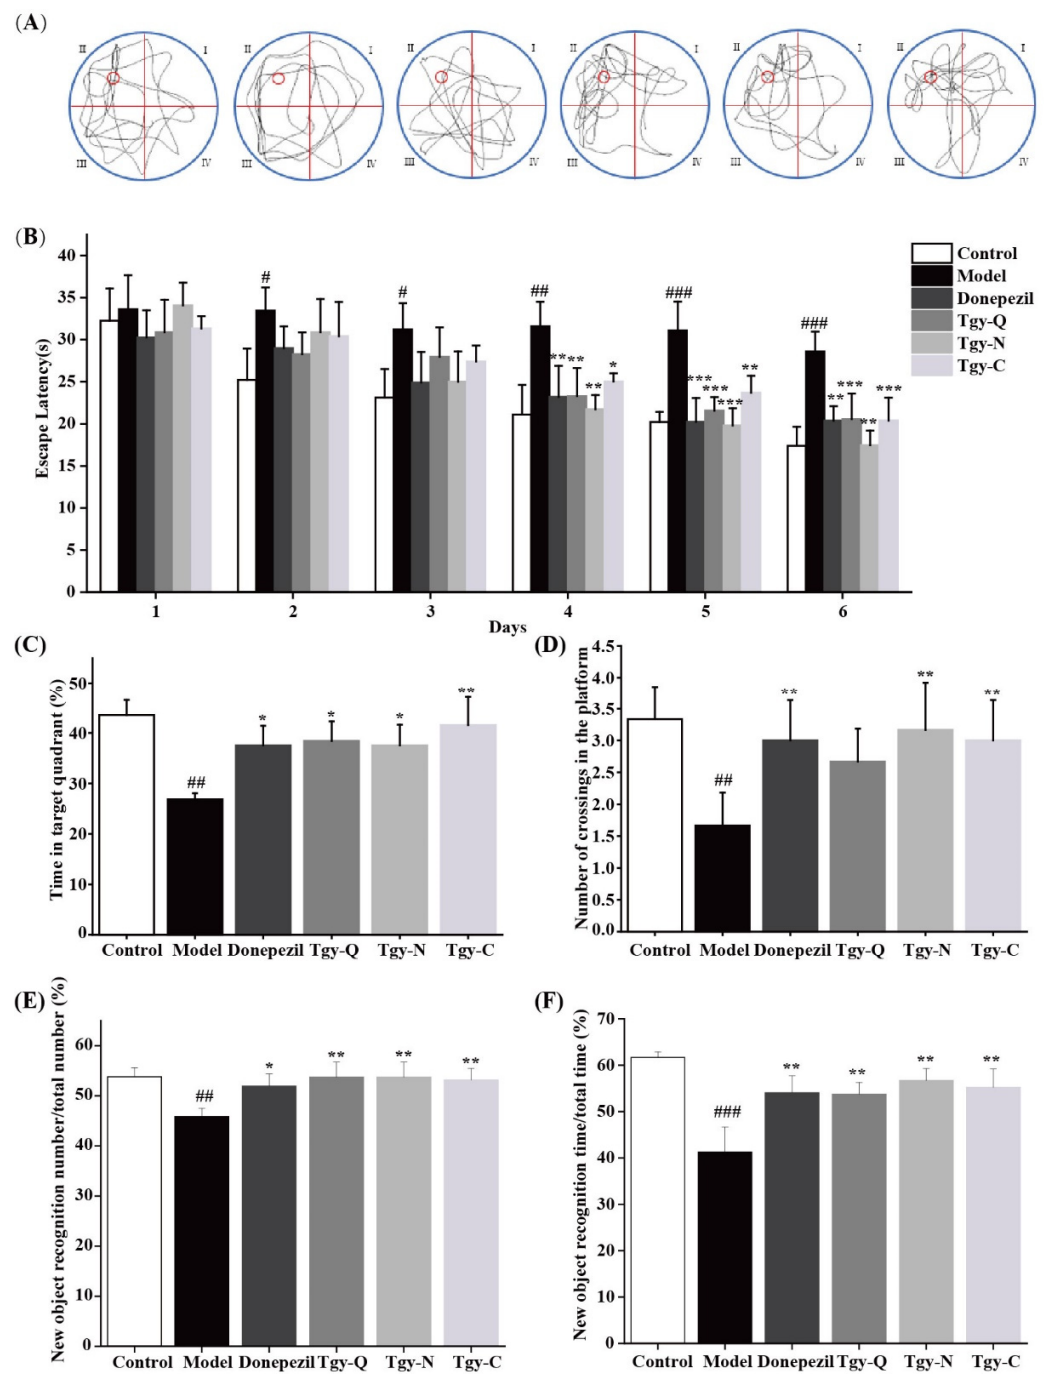 (A)
II I II I II I II I II I II I
III IV III IV III IV III IV III IV III IV
(B)
Escape Latency(s)
40
35
30
25
20
15
10
5
0
# # ## ### ###
** ** ** * *** *** *** ** ** *** ** ***
1 2 3 4 5 6
Days
Control
Model
Donepezil
Tgy-Q
Tgy-N
Tgy-C
(C)
Time in target quadrant (%)
50
40
30
20
10
0
## * * * **
Control Model Donepezil Tgy-Q Tgy-N Tgy-C
(D)
Number of crossings in the platform
4.5
4.0
3.5
3.0
2.5
2.0
1.5
1.0
0.5
0.0
## ** ** **
Control Model Donepezil Tgy-Q Tgy-N Tgy-C
(E)
New object recognition number/total number (%)
60
50
40
30
20
10
0
## * ** ** **
Control Model Donepezil Tgy-Q Tgy-N Tgy-C
(F)
New object recognition time/total time (%)
70
60
50
40
30
20
10
0
### ** ** ** **
Control Model Donepezil Tgy-Q Tgy-N Tgy-C